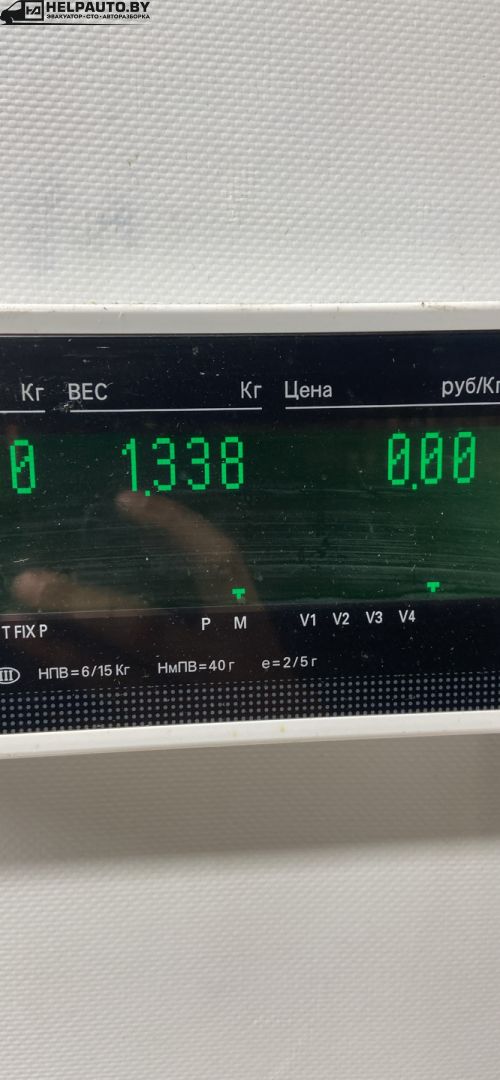 HELPAUTO.BY
ЭВАКУАТОР·СТО·АВТОРАЗБОРКА
Кг ВЕС Кг Цена руб/Кг
0 1.338 0.00
T FIX P P M V1 V2 V3 V4
III НПВ=6/15 Кг НмПВ=40 г e=2/5 г